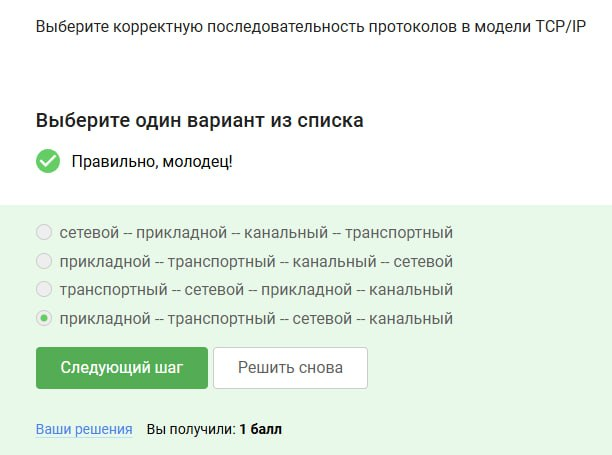 Выберите корректную последовательность протоколов в модели TCP/IP
Выберите один вариант из списка
Правильно, молодец!
сетевой -- прикладной -- канальный -- транспортный
прикладной -- транспортный -- канальный -- сетевой
транспортный -- сетевой -- прикладной -- канальный
прикладной -- транспортный -- сетевой -- канальный
Следующий шаг Решить снова
Ваши решения Вы получили: 1 балл